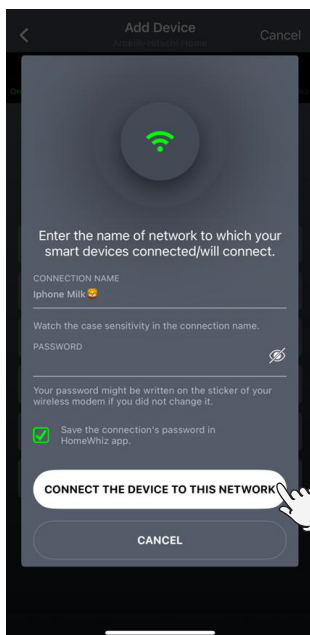 Add Device
Arcelik-Hitachi Home
Cancel
Enter the name of network to which your
smart devices connected/will connect.
CONNECTION NAME
Iphone Milk🍔
Watch the case sensitivity in the connection name.
PASSWORD
Your password might be written on the sticker of your
wireless modem if you did not change it.
Save the connection's password in
HomeWhiz app.
CONNECT THE DEVICE TO THIS NETWORK
CANCEL